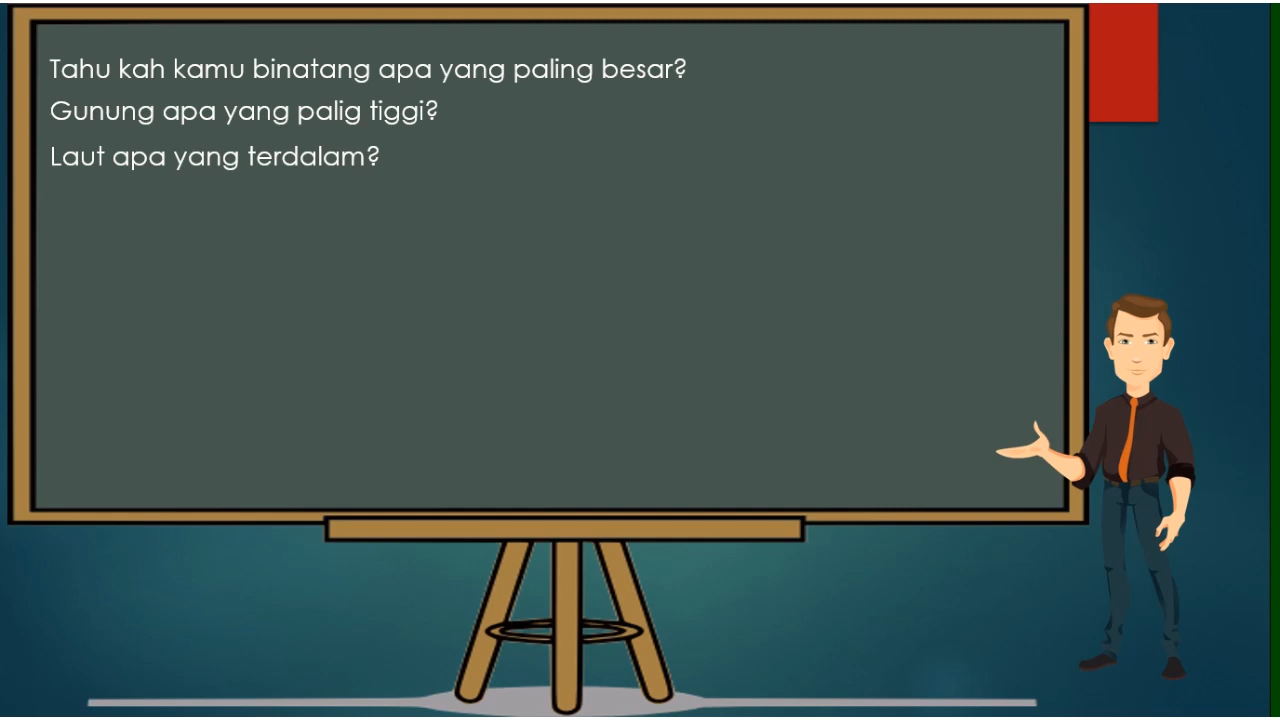 Tahu kah kamu binatang apa yang paling besar?
Gunung apa yang palig tiggi?
Laut apa yang terdalam?